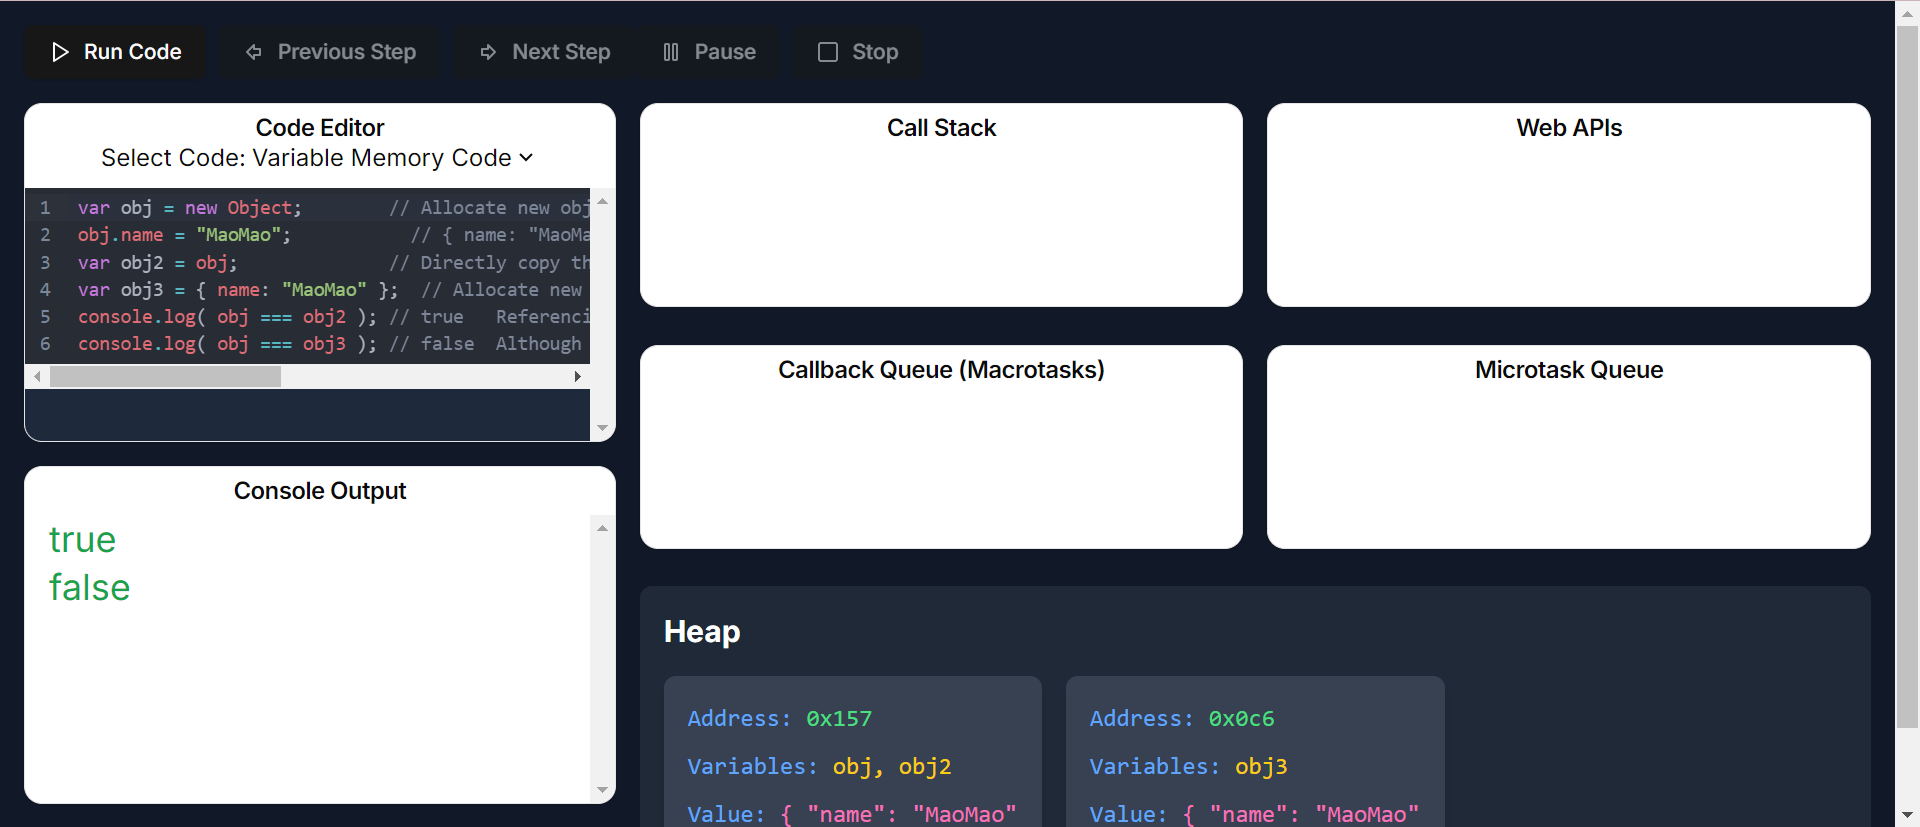 Run Code
Previous Step
Next Step
Pause
Stop
Code Editor
Select Code: Variable Memory Code
1 var obj = new Object; // Allocate new obj
2 obj.name = "MaoMao"; // { name: "MaoMa
3 var obj2 = obj; // Directly copy th
4 var obj3 = { name: "MaoMao" }; // Allocate new
5 console.log( obj === obj2 ); // true Referenci
6 console.log( obj === obj3 ); // false Although
Console Output
true
false
Call Stack
Web APIs
Callback Queue (Macrotasks)
Microtask Queue
Heap
Address: 0x157
Variables: obj, obj2
Value: { "name": "MaoMao"
Address: 0x0c6
Variables: obj3
Value: { "name": "MaoMao"